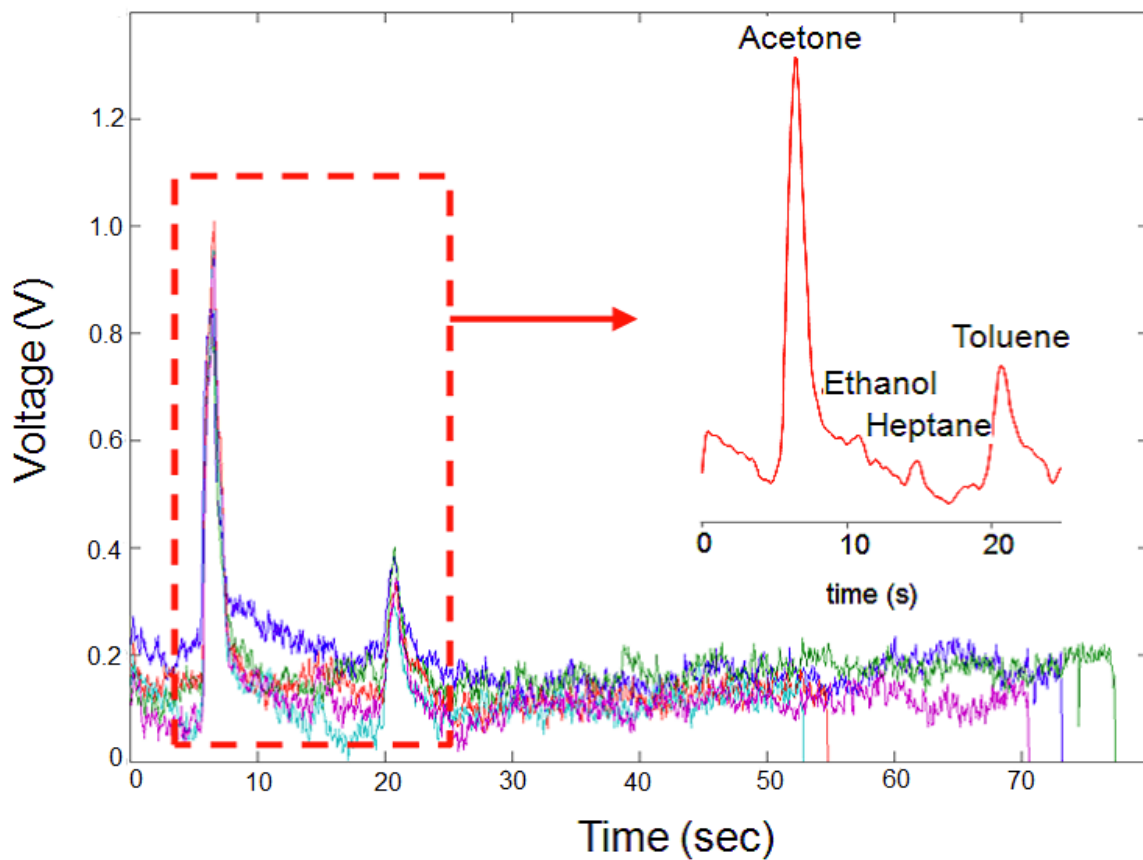 Acetone
Toluene
Ethanol
Heptane
0 10 20
time (s)
Voltage (V)
1.2
1.0
0.8
0.6
0.4
0.2
0
0 10 20 30 40 50 60 70
Time (sec)